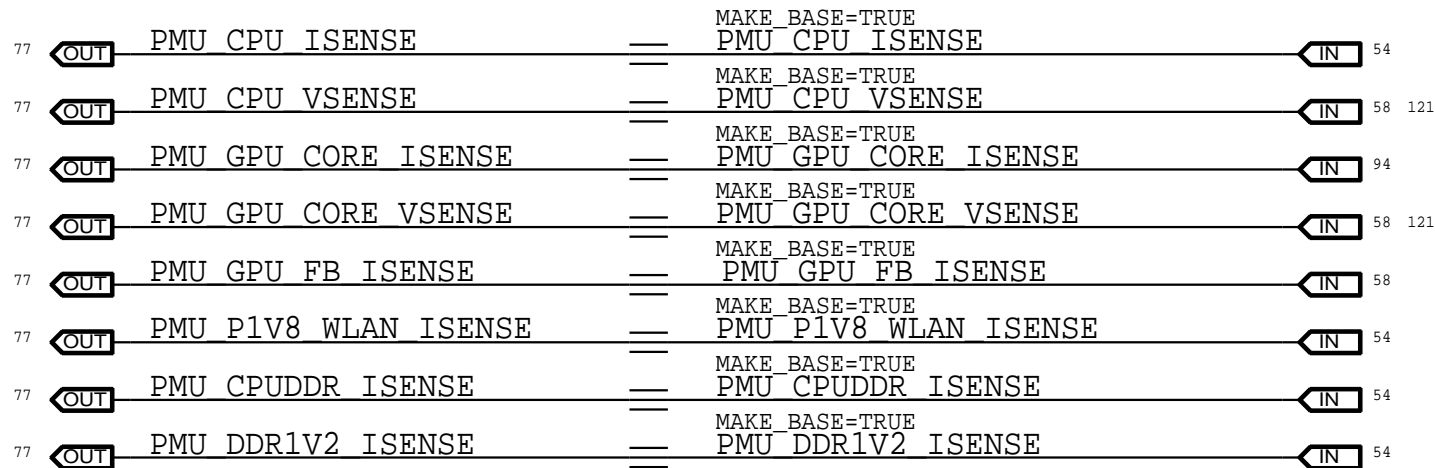 MAKE_BASE=TRUE
77 OUT PMU_CPU_ISENSE PMU_CPU_ISENSE IN 54
MAKE_BASE=TRUE
77 OUT PMU_CPU_VSENSE PMU_CPU_VSENSE IN 58 121
MAKE_BASE=TRUE
77 OUT PMU_GPU_CORE_ISENSE PMU_GPU_CORE_ISENSE IN 94
MAKE_BASE=TRUE
77 OUT PMU_GPU_CORE_VSENSE PMU_GPU_CORE_VSENSE IN 58 121
MAKE_BASE=TRUE
77 OUT PMU_GPU_FB_ISENSE PMU_GPU_FB_ISENSE IN 58
MAKE_BASE=TRUE
77 OUT PMU_P1V8_WLAN_ISENSE PMU_P1V8_WLAN_ISENSE IN 54
MAKE_BASE=TRUE
77 OUT PMU_CPUDDR_ISENSE PMU_CPUDDR_ISENSE IN 54
MAKE_BASE=TRUE
77 OUT PMU_DDR1V2_ISENSE PMU_DDR1V2_ISENSE IN 54